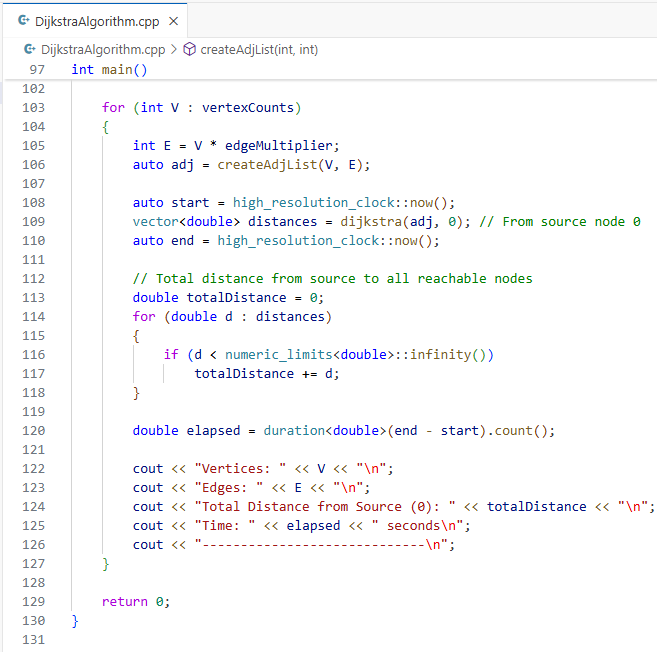 DijkstraAlgorithm.cpp ×
DijkstraAlgorithm.cpp > createAdjList(int, int)
97 int main()
102
103     for (int V : vertexCounts)
104     {
105         int E = V * edgeMultiplier;
106         auto adj = createAdjList(V, E);
107
108         auto start = high_resolution_clock::now();
109         vector<double> distances = dijkstra(adj, 0); // From source node 0
110         auto end = high_resolution_clock::now();
111
112         // Total distance from source to all reachable nodes
113         double totalDistance = 0;
114         for (double d : distances)
115         {
116             if (d < numeric_limits<double>::infinity())
117                 totalDistance += d;
118         }
119
120         double elapsed = duration<double>(end - start).count();
121
122         cout << "Vertices: " << V << "\n";
123         cout << "Edges: " << E << "\n";
124         cout << "Total Distance from Source (0): " << totalDistance << "\n";
125         cout << "Time: " << elapsed << " seconds\n";
126         cout << "-----------------------------\n";
127     }
128
129     return 0;
130 }
131